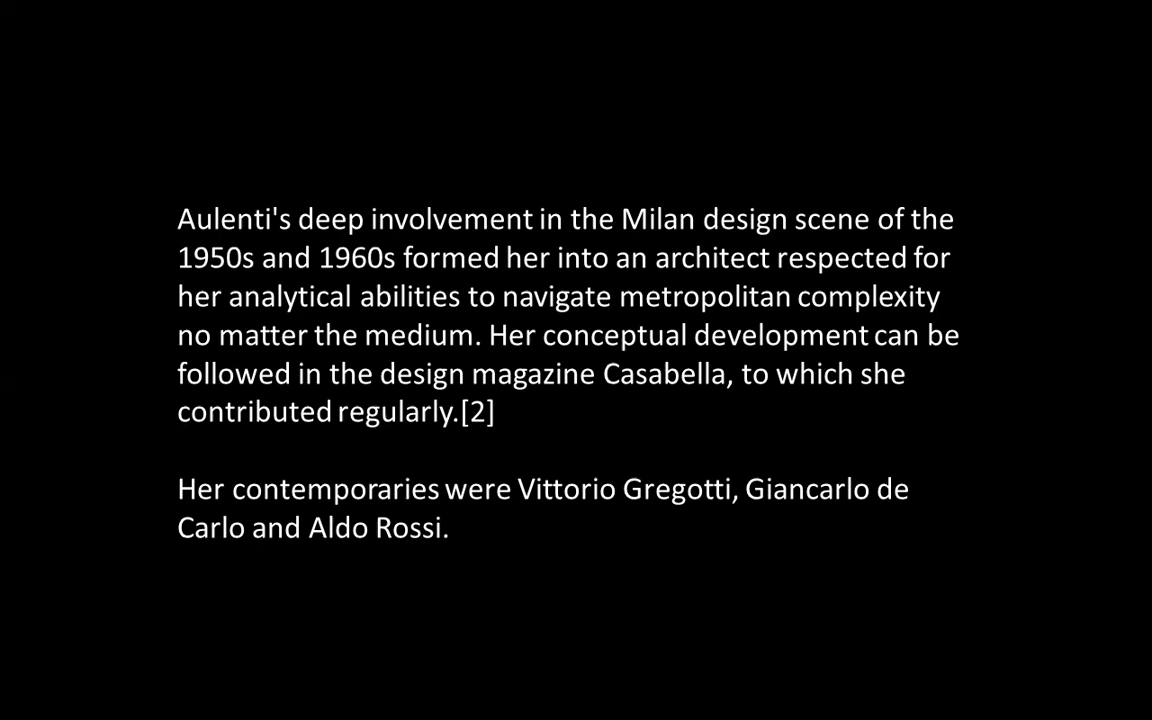 Aulenti's deep involvement in the Milan design scene of the
1950s and 1960s formed her into an architect respected for
her analytical abilities to navigate metropolitan complexity
no matter the medium. Her conceptual development can be
followed in the design magazine Casabella, to which she
contributed regularly.[2]
Her contemporaries were Vittorio Gregotti, Giancarlo de
Carlo and Aldo Rossi.